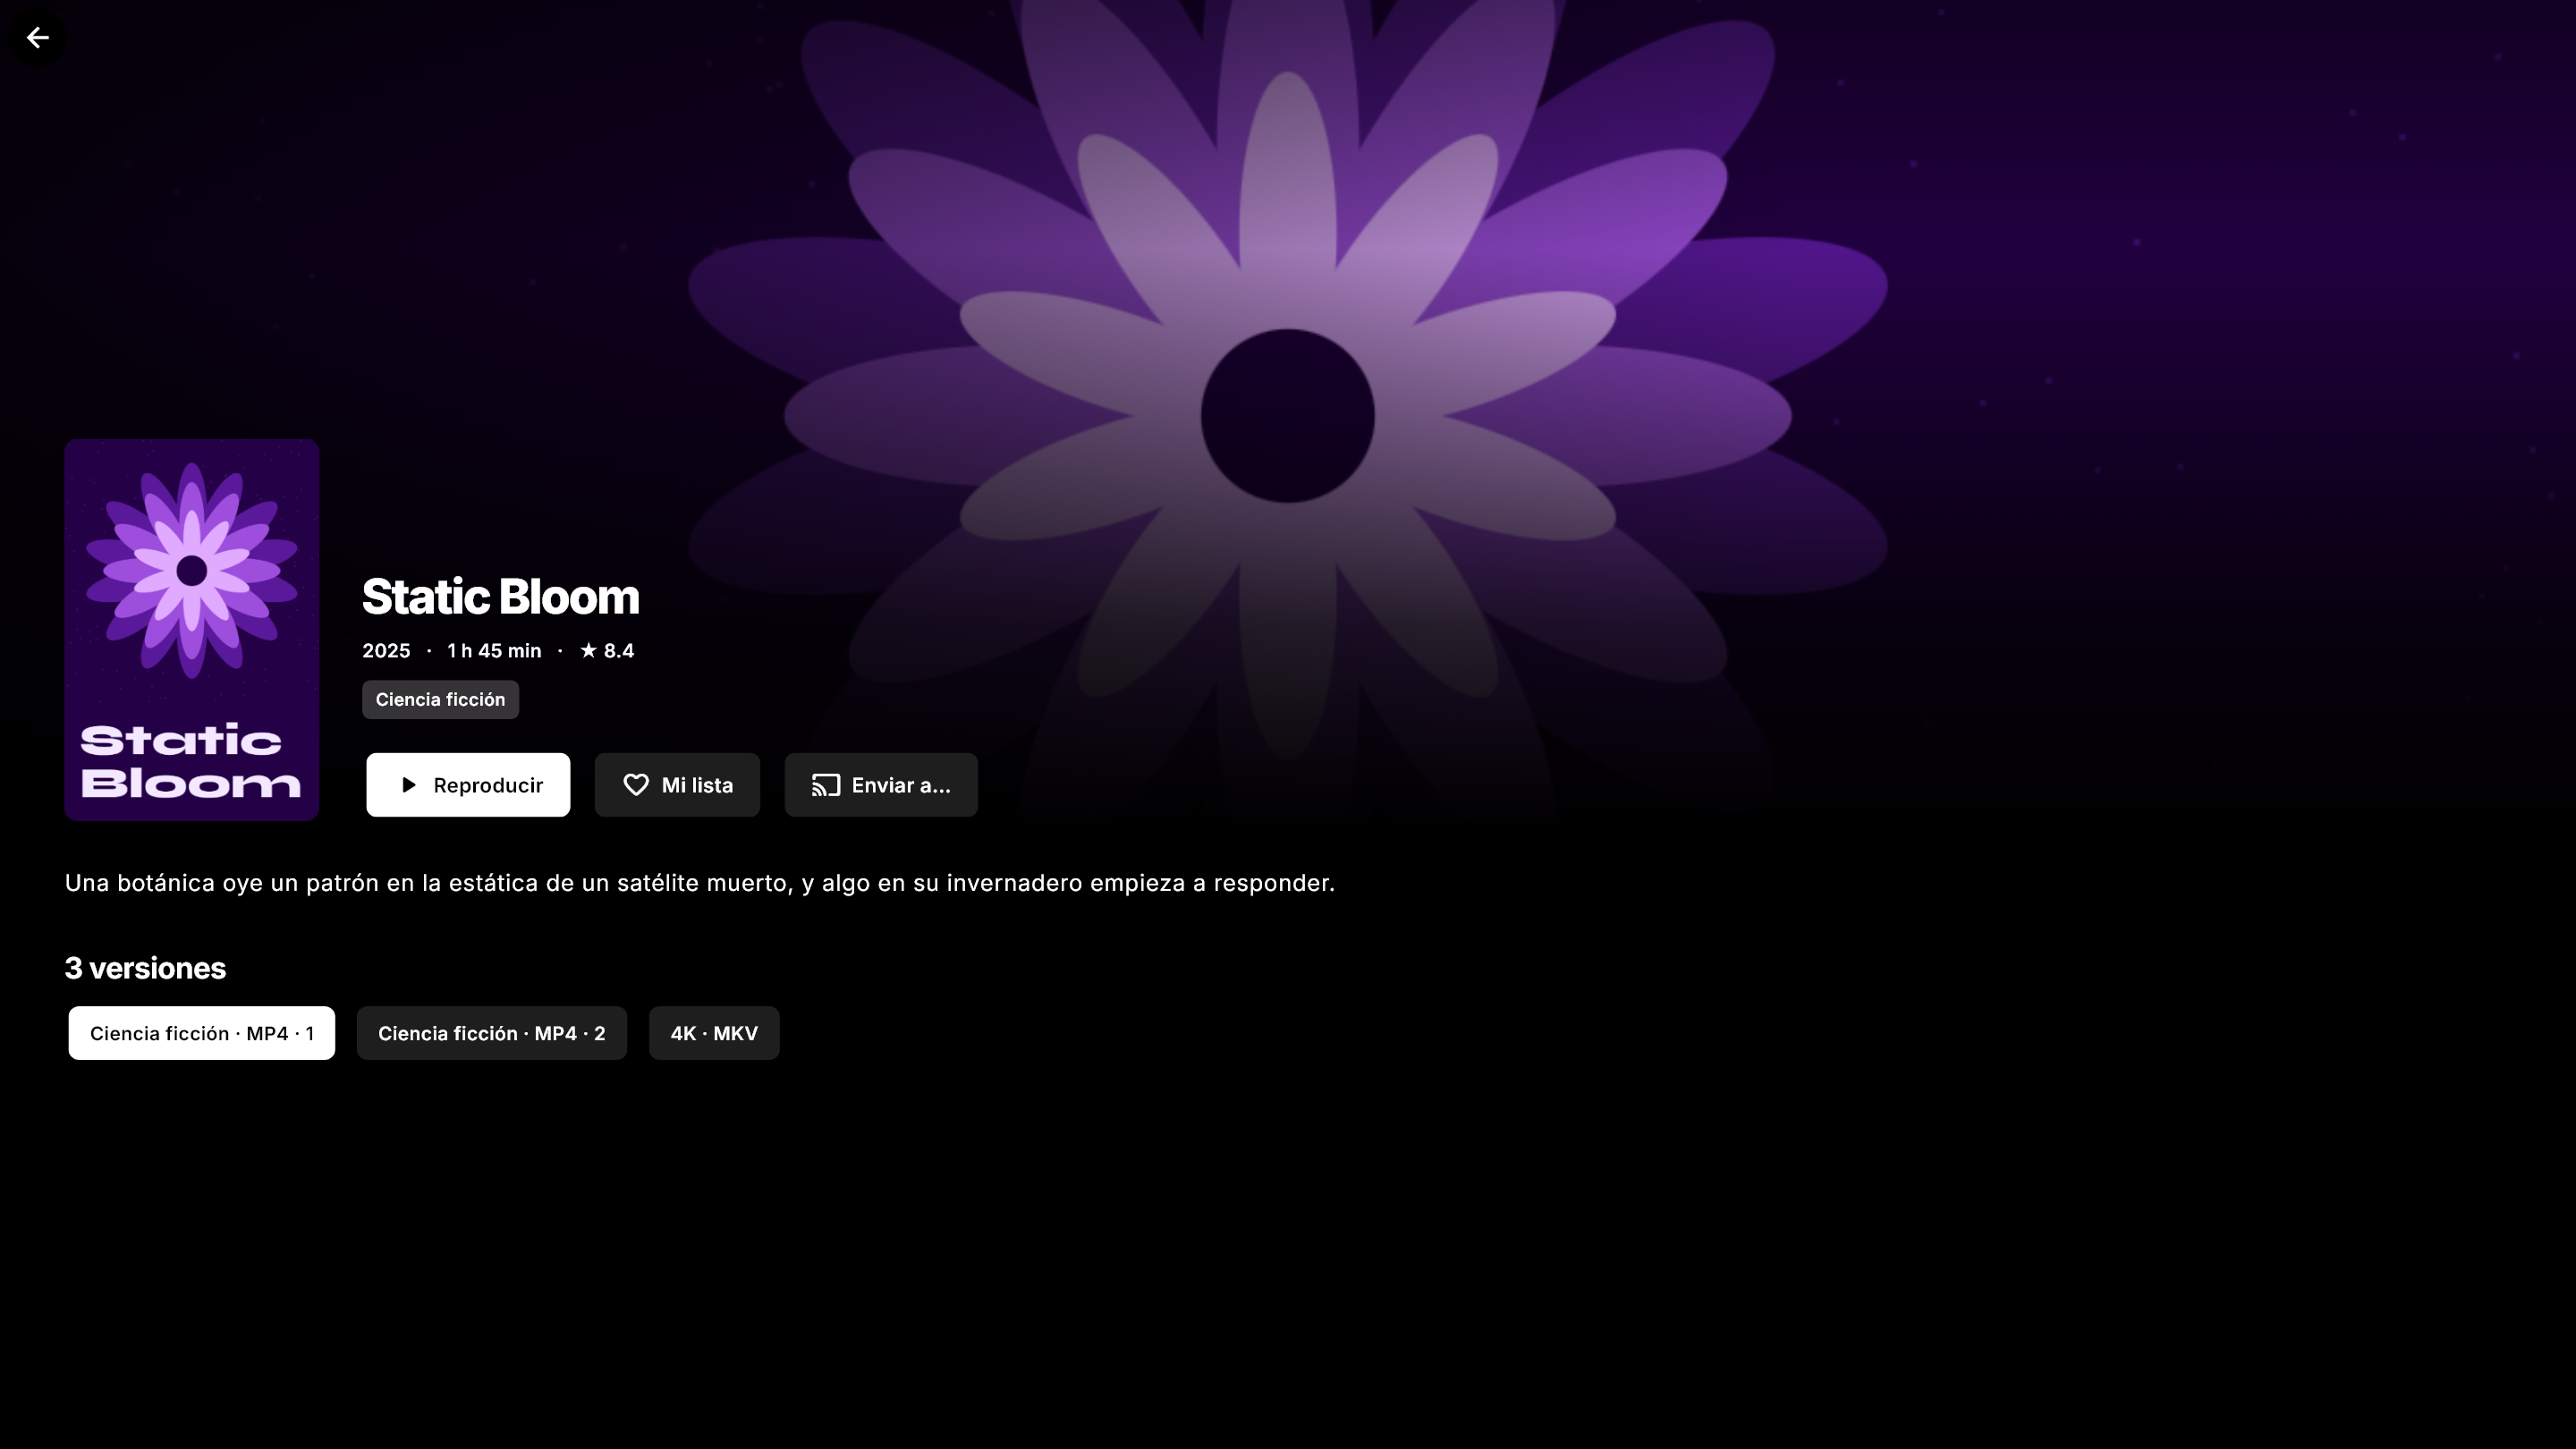 Static
Bloom
Static Bloom
2025 · 1 h 45 min · ★ 8.4
Ciencia ficción
Reproducir
Mi lista
Enviar a...
Una botánica oye un patrón en la estática de un satélite muerto, y algo en su invernadero empieza a responder.
3 versiones
Ciencia ficción · MP4 · 1
Ciencia ficción · MP4 · 2
4K · MKV